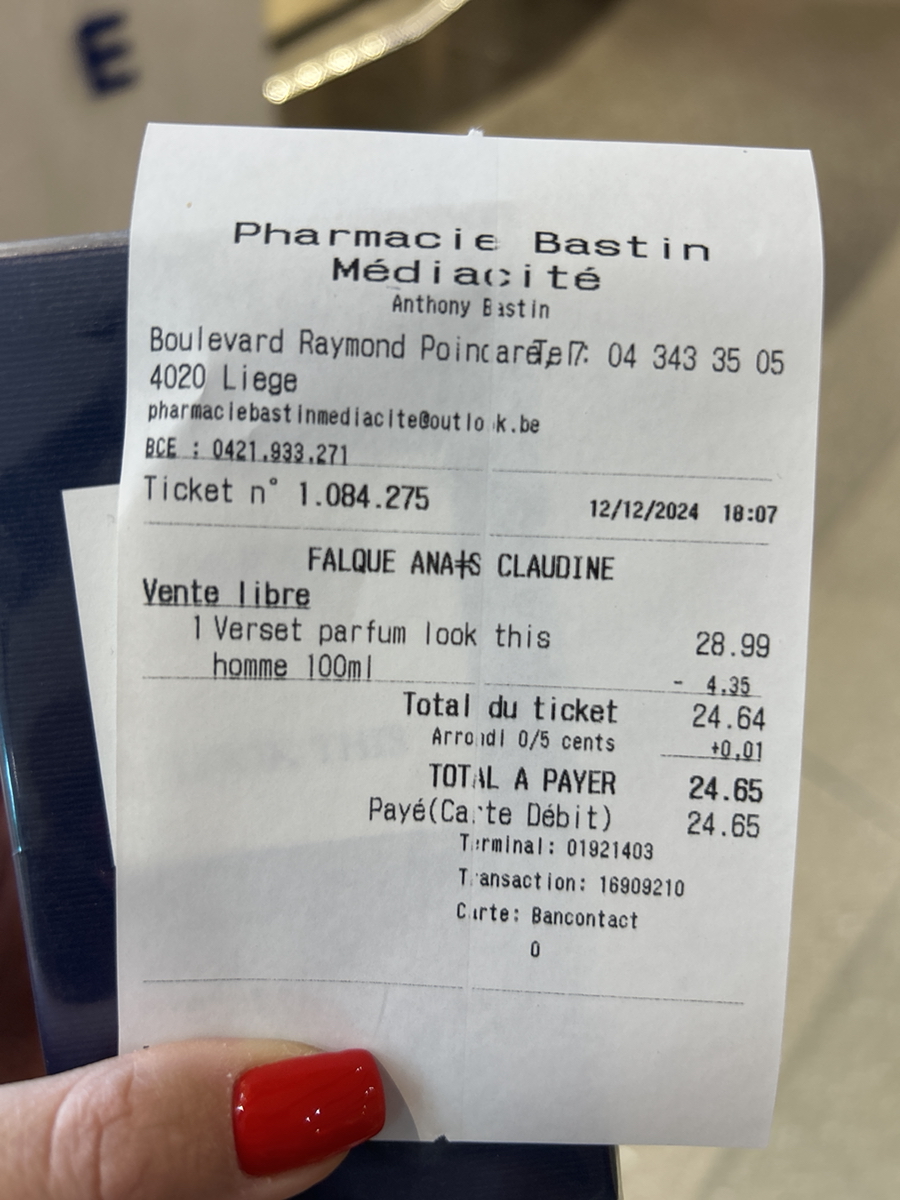 E
Pharmacie Bastin
Médiacité
Anthony Bastin
Boulevard Raymond Poincaré, 7 Tel : 04 343 35 05
4020 Liege
pharmaciebastinmediacite@outlook.be
BCE : 0421.933.271
Ticket n° 1.084.275 12/12/2024 18:07
FALQUE ANAÏS CLAUDINE
Vente libre
1 Verset parfum look this 28.99
homme 100ml
- 4.35
Total du ticket 24.64
Arrondi 0/5 cents +0.01
TOTAL A PAYER 24.65
Payé(Carte Débit) 24.65
Terminal: 01921403
Transaction: 16909210
Carte: Bancontact
0